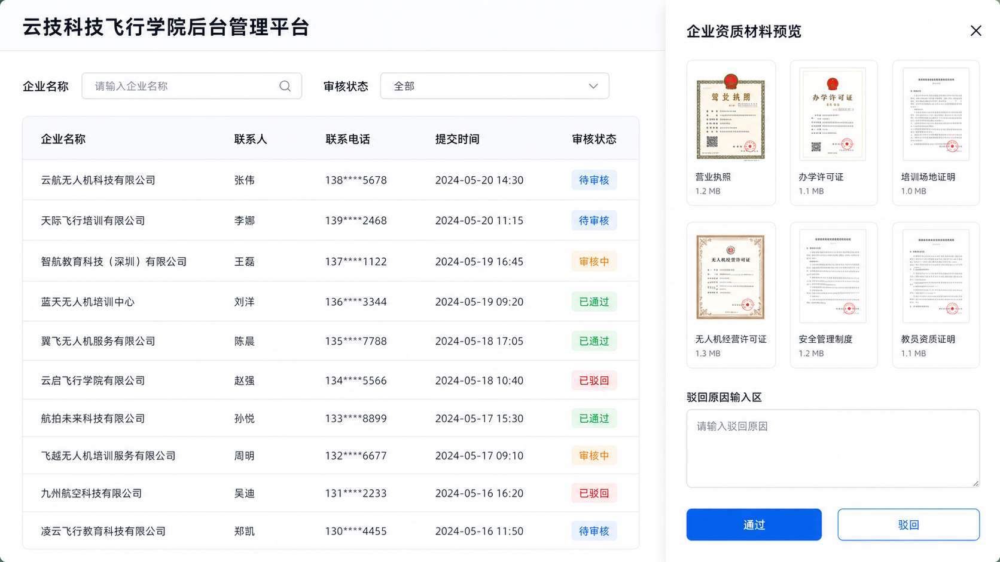 云技科技飞行学院后台管理平台
企业名称 请输入企业名称 审核状态 全部
企业名称 联系人 联系电话 提交时间 审核状态
云航无人机科技有限公司 张伟 138****5678 2024-05-20 14:30 待审核
天际飞行培训有限公司 李娜 139****2468 2024-05-20 11:15 待审核
智航教育科技（深圳）有限公司 王磊 137****1122 2024-05-19 16:45 审核中
蓝天无人机培训中心 刘洋 136****3344 2024-05-19 09:20 已通过
翼飞无人机服务有限公司 陈晨 135****7788 2024-05-18 17:05 已通过
云启飞行学院有限公司 赵强 134****5566 2024-05-18 10:40 已驳回
航拍未来科技有限公司 孙悦 133****8899 2024-05-17 15:30 已通过
飞越无人机培训服务有限公司 周明 132****6677 2024-05-17 09:10 审核中
九州航空科技有限公司 吴迪 131****2233 2024-05-16 16:20 已驳回
凌云飞行教育科技有限公司 郑凯 130****4455 2024-05-16 11:50 待审核
企业资质材料预览
营业执照
办学许可证
营业执照 办学许可证 培训场地证明
1.2 MB 1.1 MB 1.0 MB
无人机经营许可证
无人机经营许可证 安全管理制度 教员资质证明
1.3 MB 1.2 MB 1.1 MB
驳回原因输入区
请输入驳回原因
通过 驳回